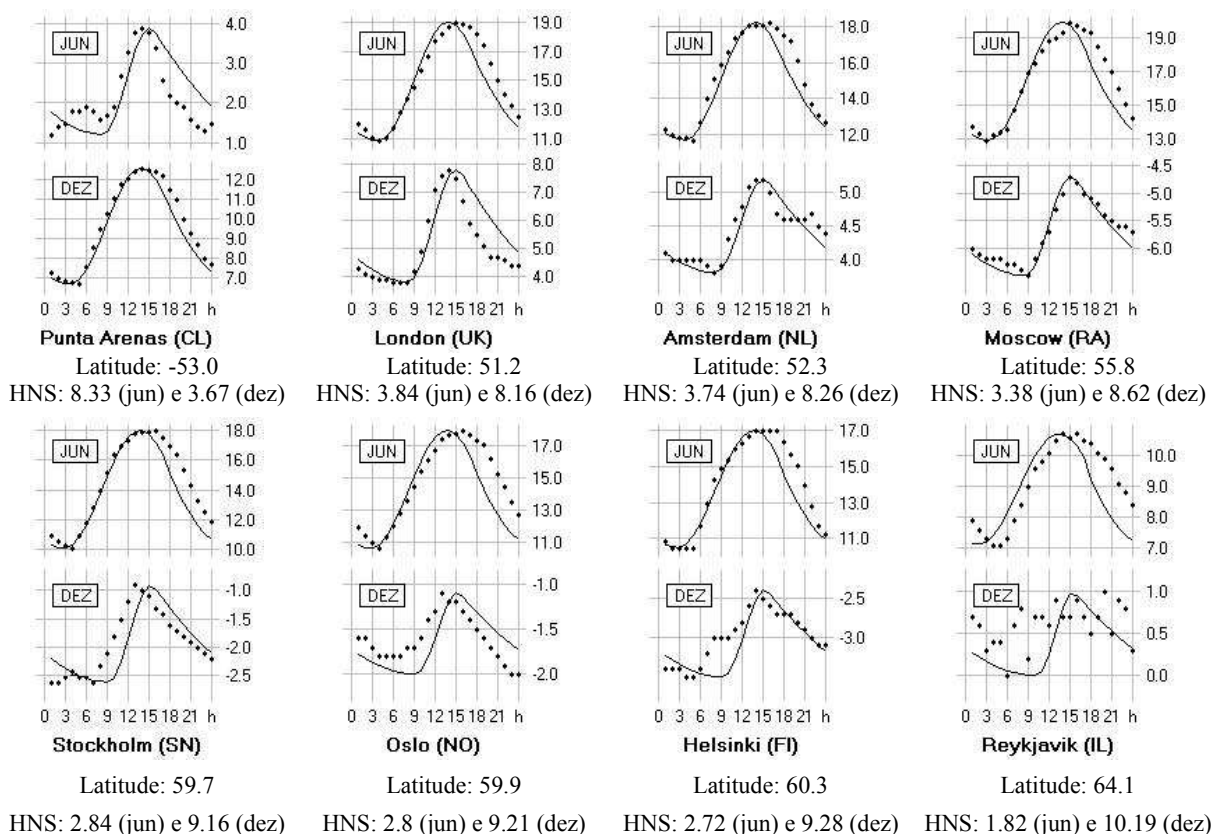 JUN
4.0
3.0
2.0
1.0
DEZ
12.0
11.0
10.0
9.0
8.0
7.0
0 3 6 9 12 15 18 21 h
Punta Arenas (CL)
Latitude: -53.0
HNS: 8.33 (jun) e 3.67 (dez)
JUN
19.0
17.0
15.0
13.0
11.0
DEZ
8.0
7.0
6.0
5.0
4.0
0 3 6 9 12 15 18 21 h
London (UK)
Latitude: 51.2
HNS: 3.84 (jun) e 8.16 (dez)
JUN
18.0
16.0
14.0
12.0
DEZ
5.0
4.5
4.0
0 3 6 9 12 15 18 21 h
Amsterdam (NL)
Latitude: 52.3
HNS: 3.74 (jun) e 8.26 (dez)
JUN
19.0
17.0
15.0
13.0
DEZ
-4.5
-5.0
-5.5
-6.0
0 3 6 9 12 15 18 21 h
Moscow (RA)
Latitude: 55.8
HNS: 3.38 (jun) e 8.62 (dez)
JUN
18.0
16.0
14.0
12.0
10.0
DEZ
-1.0
-1.5
-2.0
-2.5
0 3 6 9 12 15 18 21 h
Stockholm (SN)
Latitude: 59.7
HNS: 2.84 (jun) e 9.16 (dez)
JUN
17.0
15.0
13.0
11.0
DEZ
-1.0
-1.5
-2.0
0 3 6 9 12 15 18 21 h
Oslo (NO)
Latitude: 59.9
HNS: 2.8 (jun) e 9.21 (dez)
JUN
17.0
15.0
13.0
11.0
DEZ
-2.5
-3.0
0 3 6 9 12 15 18 21 h
Helsinki (FI)
Latitude: 60.3
HNS: 2.72 (jun) e 9.28 (dez)
JUN
10.0
9.0
8.0
7.0
DEZ
1.0
0.5
0.0
0 3 6 9 12 15 18 21 h
Reykjavik (IL)
Latitude: 64.1
HNS: 1.82 (jun) e 10.19 (dez)